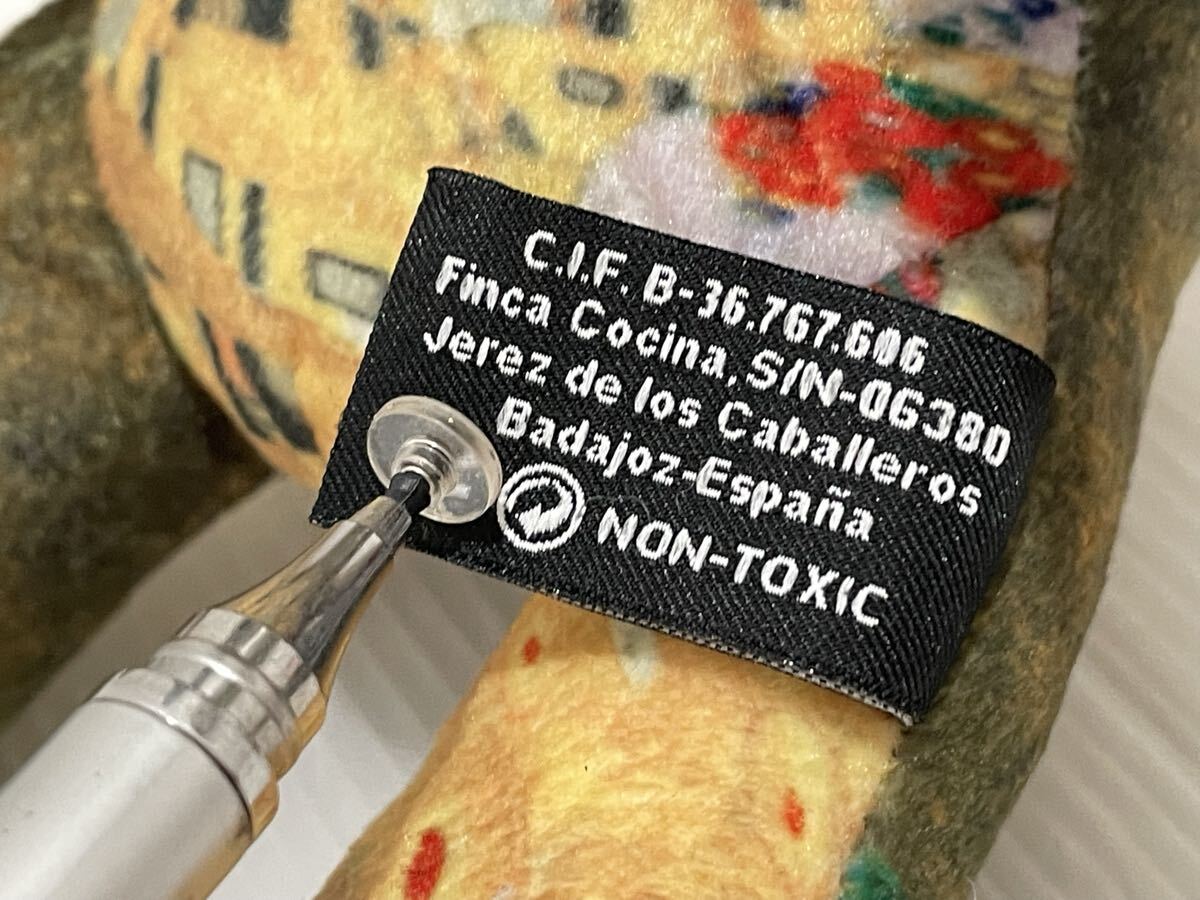 C.I.F. B-36.767.606
Finca Cocina, S/N-06380
Jerez de los Caballeros
Badajoz-España
NON-TOXIC